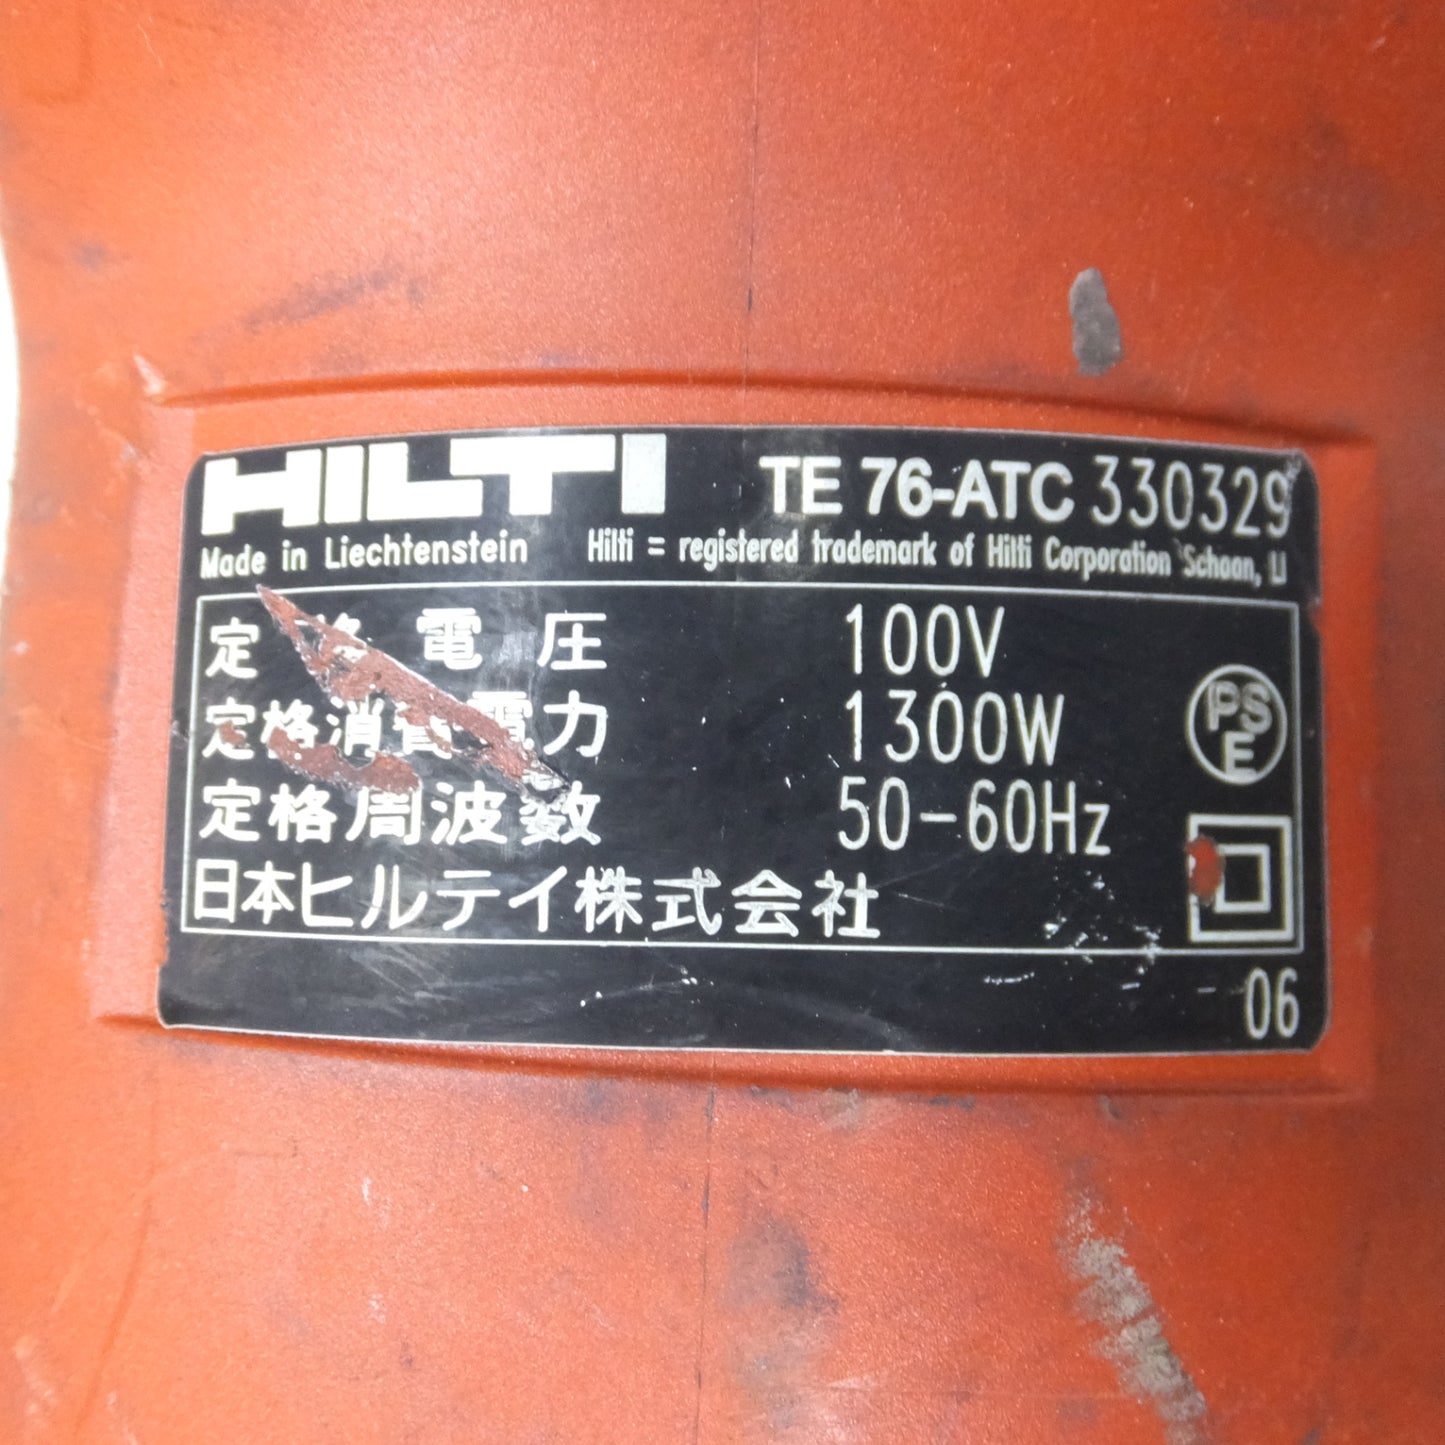 HILTI TE 76-ATC 330329
Made in Liechtenstein Hilti = registered trademark of Hilti Corporation Schaan, LI
定格電圧 100V
定格消費電力 1300W
定格周波数 50-60Hz
日本ヒルティ株式会社
PS
E
06